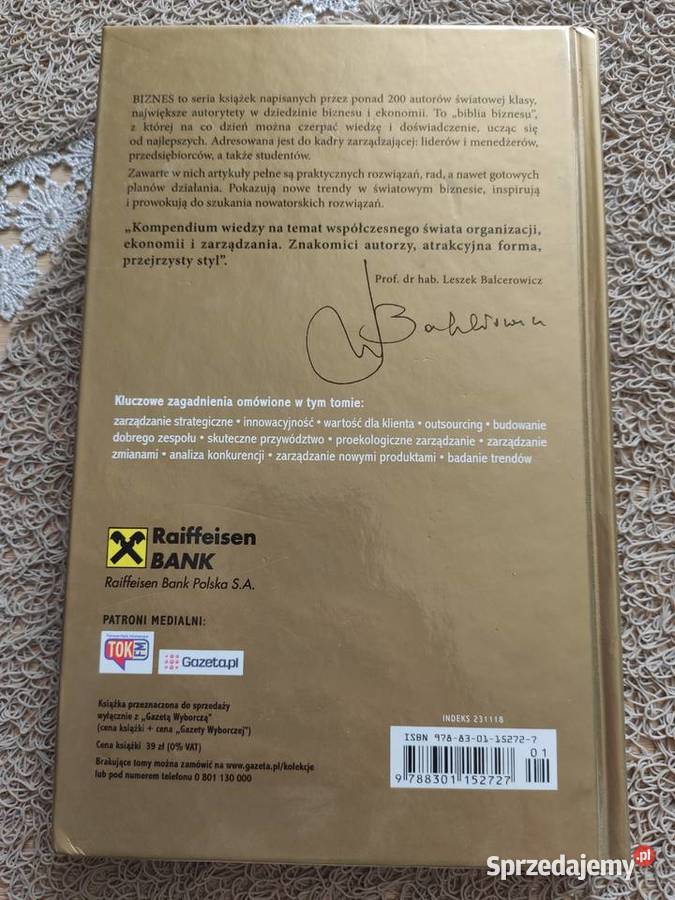 BIZNES to seria książek napisanych przez ponad 200 autorów światowej klasy,
największe autorytety w dziedzinie biznesu i ekonomii. To „biblia biznesu”,
z której na co dzień można czerpać wiedzę i doświadczenie, ucząc się
od najlepszych. Adresowana jest do kadry zarządzającej: liderów i menedżerów,
przedsiębiorców, a także studentów.
Zawarte w nich artykuły pełne są praktycznych rozwiązań, rad, a nawet gotowych
planów działania. Pokazują nowe trendy w światowym biznesie, inspirują
i prowokują do szukania nowatorskich rozwiązań.
„Kompendium wiedzy na temat współczesnego świata organizacji,
ekonomii i zarządzania. Znakomici autorzy, atrakcyjna forma,
przejrzysty styl”.
Prof. dr hab. Leszek Balcerowicz
Kluczowe zagadnienia omówione w tym tomie:
zarządzanie strategiczne • innowacyjność • wartość dla klienta • outsourcing • budowanie
dobrego zespołu • skuteczne przywództwo • proekologiczne zarządzanie • zarządzanie
zmianami • analiza konkurencji • zarządzanie nowymi produktami • badanie trendów
Raiffeisen
BANK
Raiffeisen Bank Polska S.A.
PATRONI MEDIALNI:
TOK FM
Gazeta.pl
Książka przeznaczona do sprzedaży
wyłącznie z „Gazetą Wyborczą”
(cena książki + cena „Gazety Wyborczej”)
Cena książki 39 zł (0% VAT)
Brakujące tomy można zamówić na www.gazeta.pl/kolekcje
lub pod numerem telefonu 0 801 130 000
INDEKS 231118
ISBN 978-83-01-15272-7
01
9 788301 152727
Sprzedajemy.pl